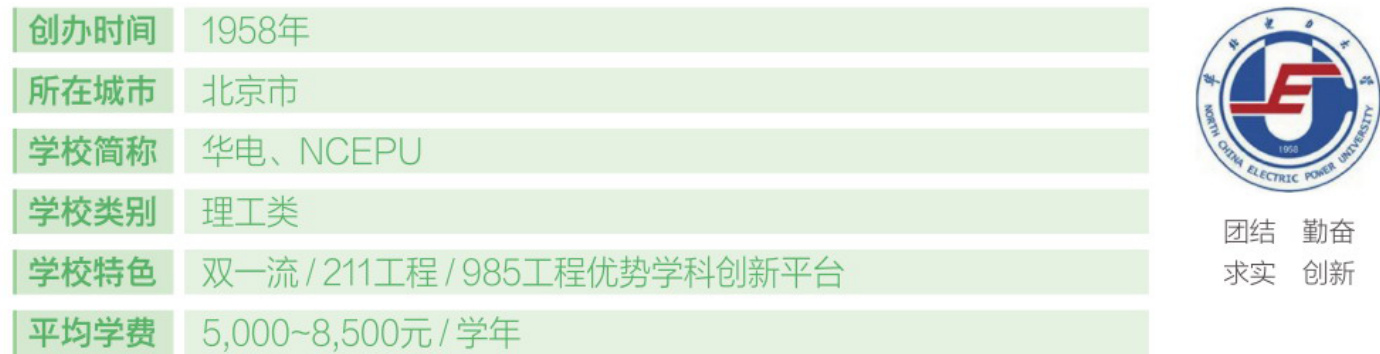 创办时间 1958年
所在城市 北京市
学校简称 华电、NCEPU
学校类别 理工类
学校特色 双一流 / 211工程 / 985工程优势学科创新平台
平均学费 5,000~8,500元 / 学年
华北电力大学
NORTH CHINA ELECTRIC POWER UNIVERSITY
1958
团结 勤奋
求实 创新